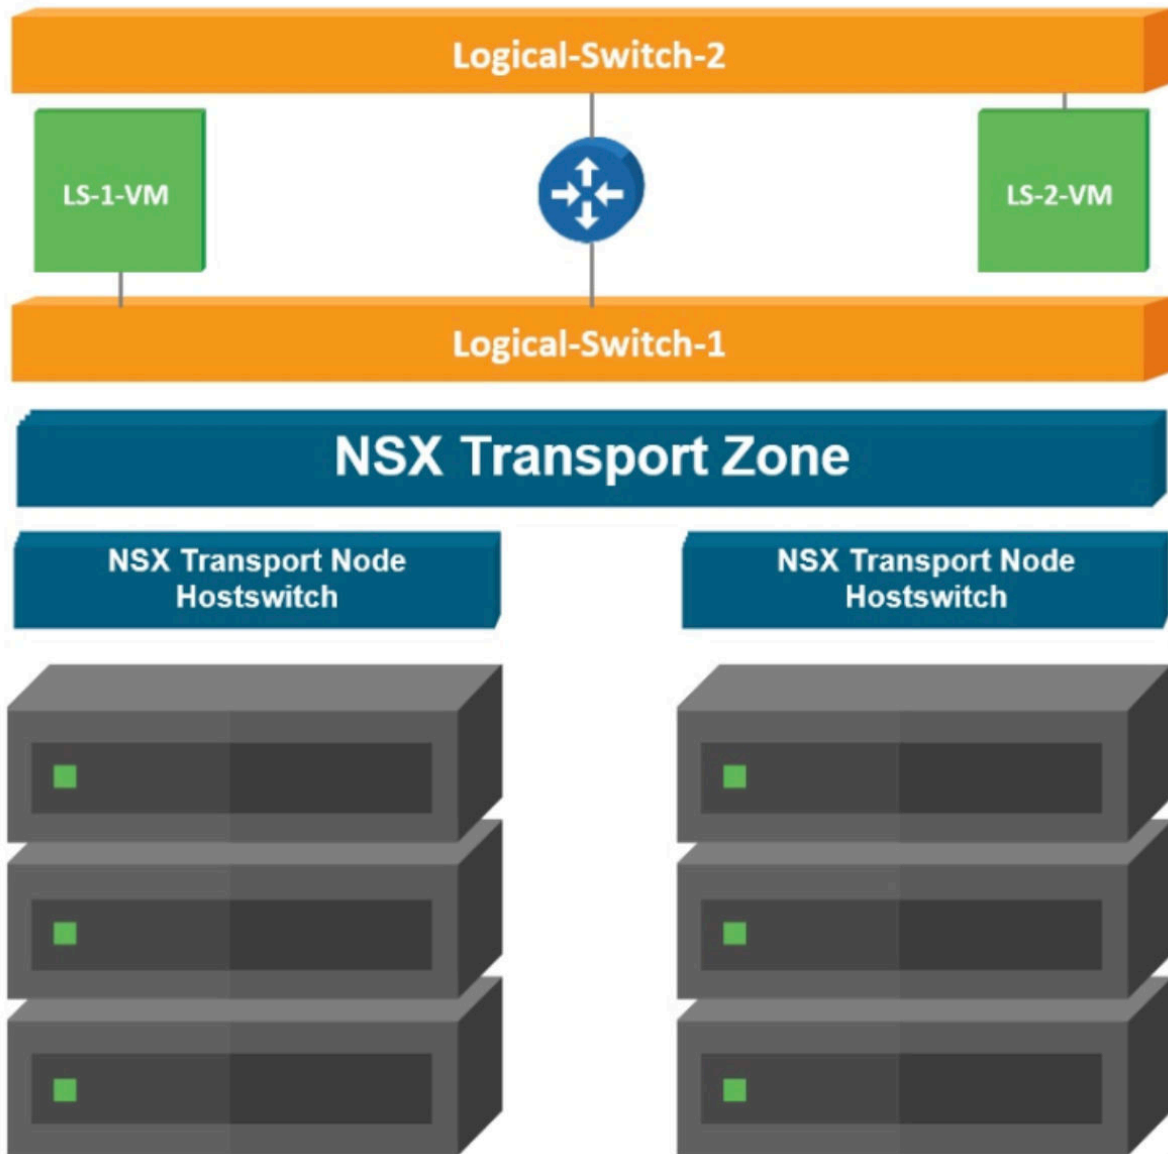 Logical-Switch-2
LS-1-VM
LS-2-VM
Logical-Switch-1
NSX Transport Zone
NSX Transport Node
Hostswitch
NSX Transport Node
Hostswitch